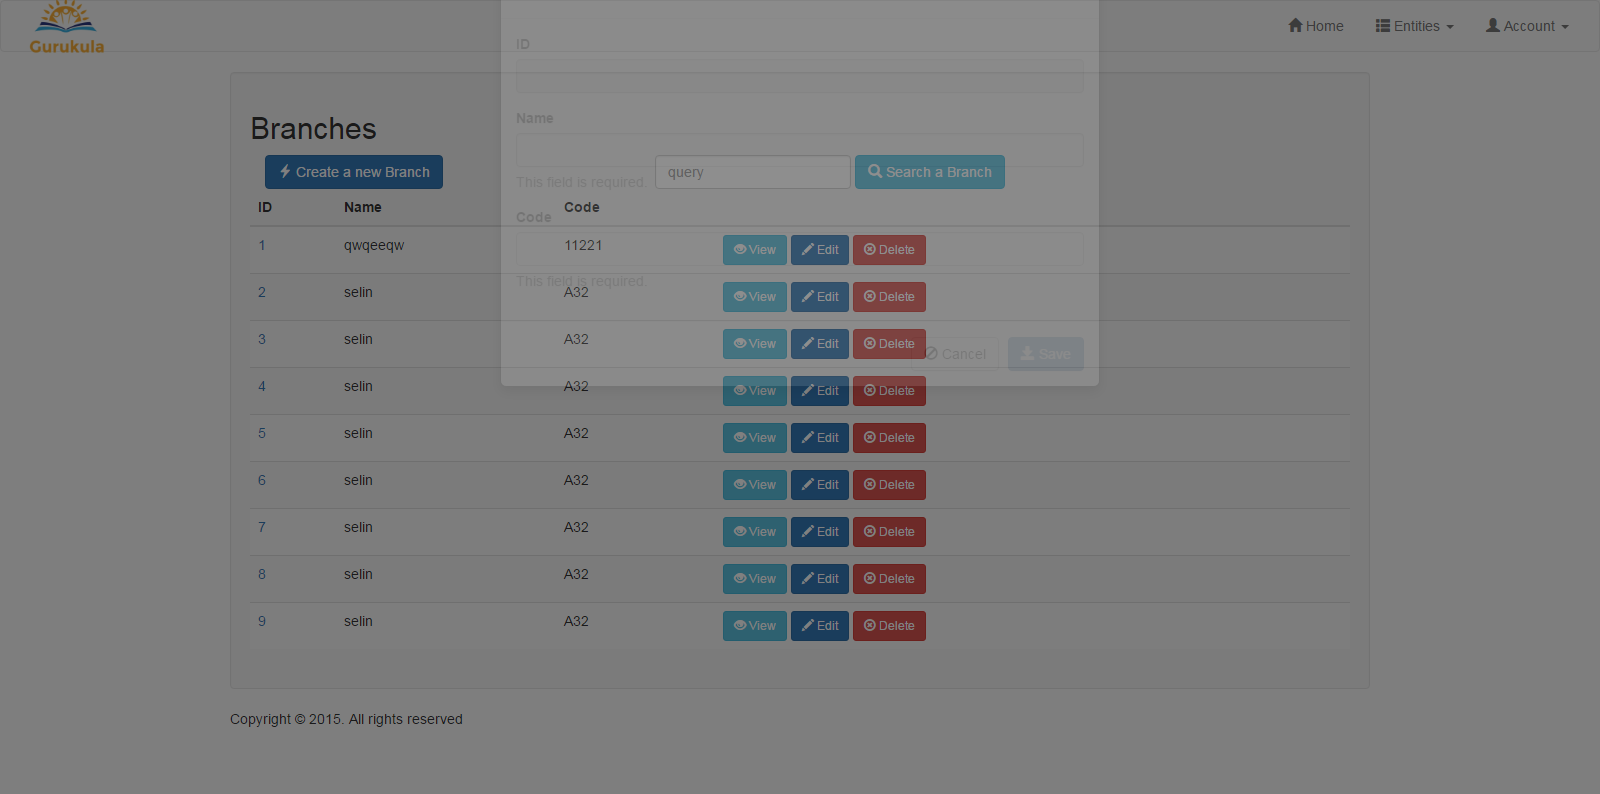 Gurukula
Home Entities Account
ID
Name
This field is required.
Code
This field is required.
Cancel Save
Branches
Create a new Branch query Search a Branch
ID Name Code
1 qwqeeqw 11221 View Edit Delete
2 selin A32 View Edit Delete
3 selin A32 View Edit Delete
4 selin A32 View Edit Delete
5 selin A32 View Edit Delete
6 selin A32 View Edit Delete
7 selin A32 View Edit Delete
8 selin A32 View Edit Delete
9 selin A32 View Edit Delete
Copyright © 2015. All rights reserved